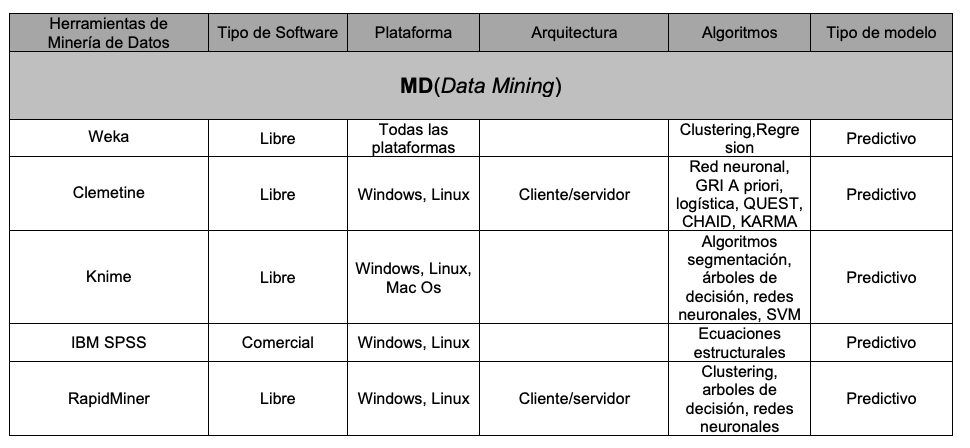 Herramientas de
Minería de Datos
Tipo de Software
Plataforma
Arquitectura
Algoritmos
Tipo de modelo
MD(Data Mining)
Weka
Libre
Todas las
plataformas
Clustering,Regre
sion
Predictivo
Clemetine
Libre
Windows, Linux
Cliente/servidor
Red neuronal,
GRI A priori,
logística, QUEST,
CHAID, KARMA
Predictivo
Knime
Libre
Windows, Linux,
Mac Os
Algoritmos
segmentación,
árboles de
decisión, redes
neuronales, SVM
Predictivo
IBM SPSS
Comercial
Windows, Linux
Ecuaciones
estructurales
Predictivo
RapidMiner
Libre
Windows, Linux
Cliente/servidor
Clustering,
arboles de
decisión, redes
neuronales
Predictivo